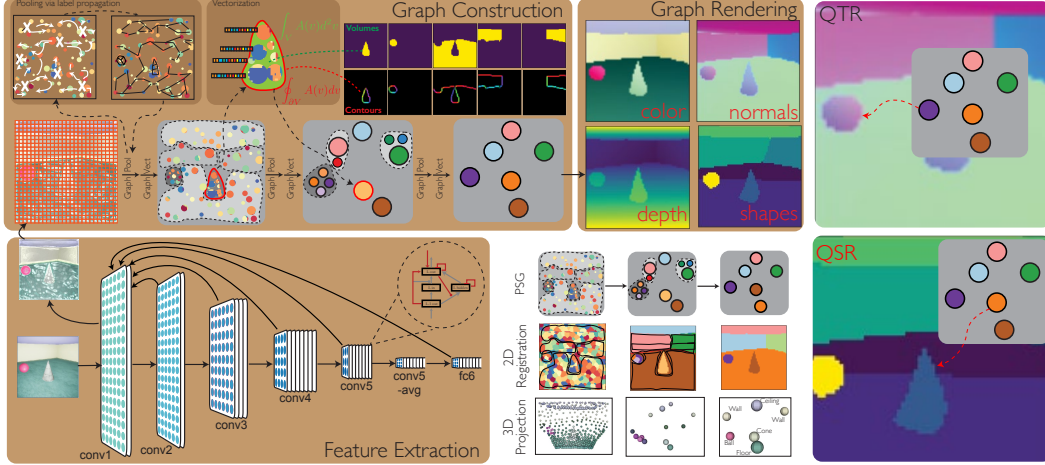 Pooling via label propagation
Vectorization
Graph Construction
Graph Rendering
QTR
Volumes
Contours
A(v)dv
color
normals
depth
shapes
Graph Pool
Graph Vect
Graph Pool
Graph Vect
Graph Pool
Graph Vect
QSR
PSG
2D
Registration
3D
Projection
conv1
conv2
conv3
conv4
conv5
conv5
-avg
fc6
Feature Extraction
Ceiling
Wall
Wall
Ball
Cone
Floor